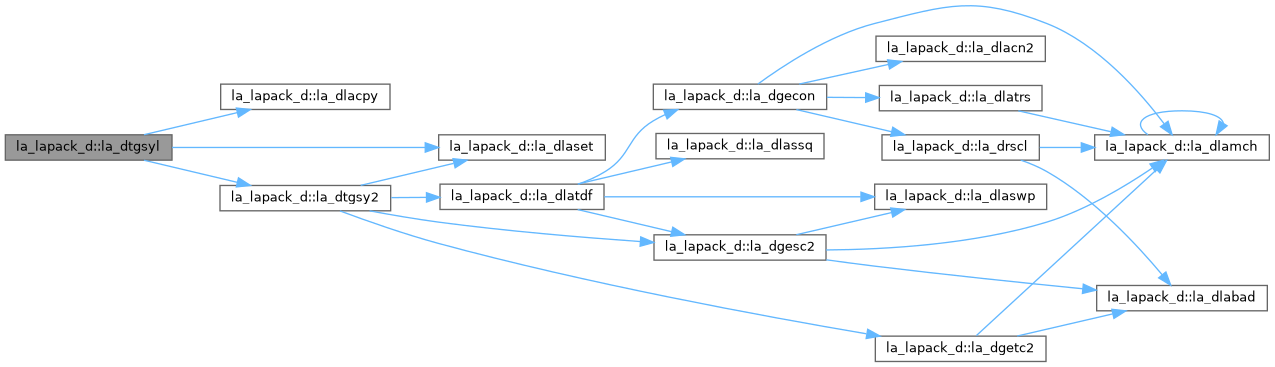 la_lapack_d::la_dtgsyl
la_lapack_d::la_dlacpy
la_lapack_d::la_dlaset
la_lapack_d::la_dtgsy2
la_lapack_d::la_dlatdf
la_lapack_d::la_dgecon
la_lapack_d::la_dlassq
la_lapack_d::la_dgesc2
la_lapack_d::la_dlacn2
la_lapack_d::la_dlatrs
la_lapack_d::la_drscl
la_lapack_d::la_dlaswp
la_lapack_d::la_dgetc2
la_lapack_d::la_dlamch
la_lapack_d::la_dlabad